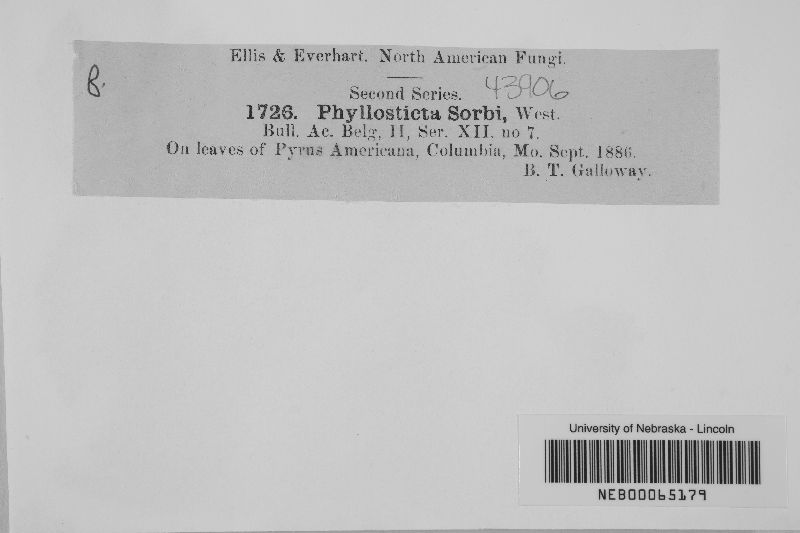 Ellis & Everhart. North American Fungi.
B.
Second Series. 43906
1726. Phyllosticta Sorbi, West.
Bull. Ac. Belg, II, Ser. XII. no 7.
On leaves of Pyrus Americana, Columbia, Mo. Sept. 1886.
B. T. Galloway.
University of Nebraska - Lincoln
NEB00065179